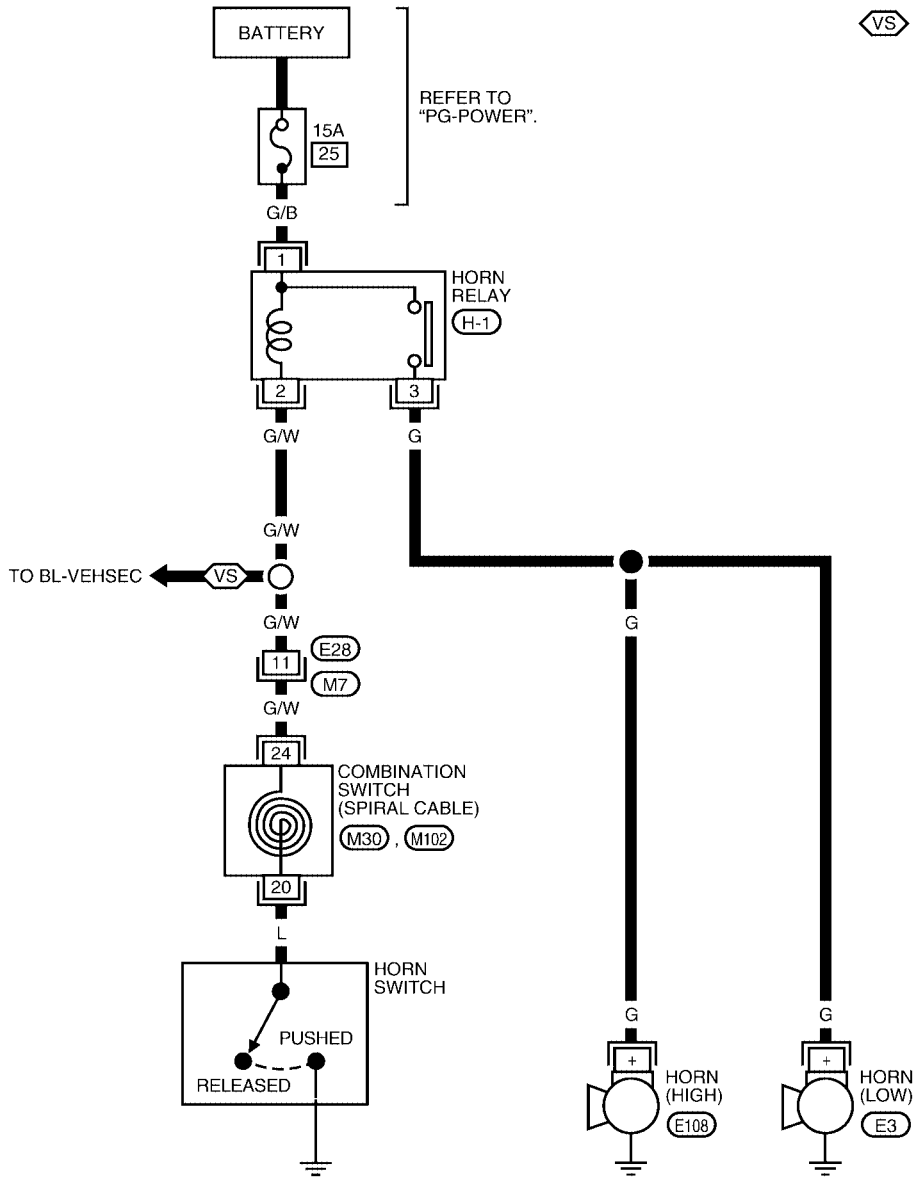 VS
BATTERY
REFER TO
"PG-POWER".
15A
25
G/B
1
HORN
RELAY
H-1
2
3
G/W
G
G/W
TO BL-VEHSEC
VS
G/W
G
11
E28
M7
G/W
24
COMBINATION
SWITCH
(SPIRAL CABLE)
M30 , M102
20
L
HORN
SWITCH
PUSHED
RELEASED
G
G
+
+
HORN
(HIGH)
E108
HORN
(LOW)
E3